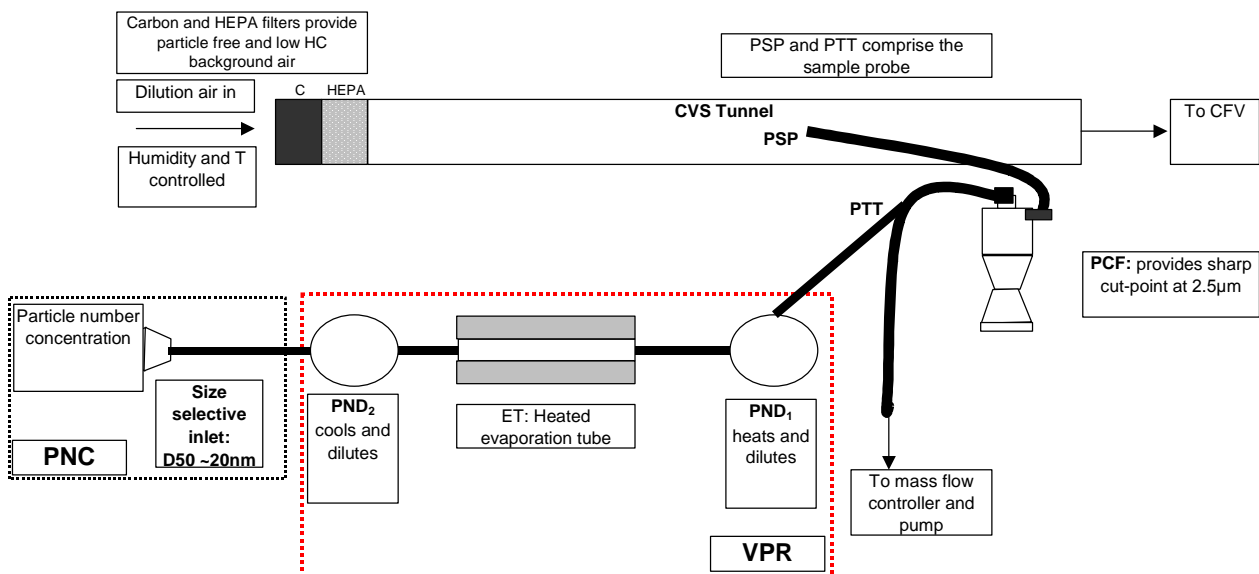 Carbon and HEPA filters provide
particle free and low HC
background air
PSP and PTT comprise the
sample probe
Dilution air in
C HEPA
CVS Tunnel
PSP
To CFV
Humidity and T
controlled
PTT
PCF: provides sharp
cut-point at 2.5µm
Particle number
concentration
Size
selective
inlet:
D50 ~20nm
PNC
PND₂
cools and
dilutes
ET: Heated
evaporation tube
PND₁
heats and
dilutes
To mass flow
controller and
pump
VPR